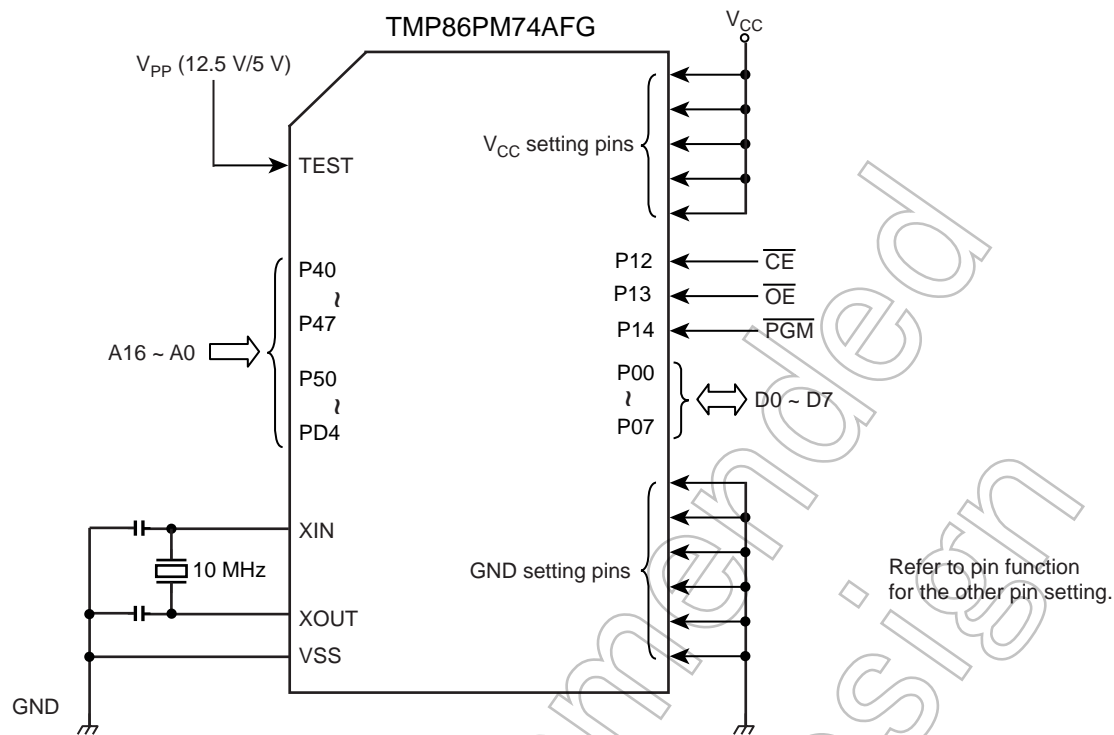 TMP86PM74AFG
VCC
VPP (12.5 V/5 V)
VCC setting pins
TEST
P12
CE
P40
~
P13
OE
P47
P14
PGM
A16 ~ A0
P50
~
PD4
P00
~
P07
D0 ~ D7
XIN
10 MHz
XOUT
VSS
GND
GND setting pins
Refer to pin function
for the other pin setting.
mended
esign